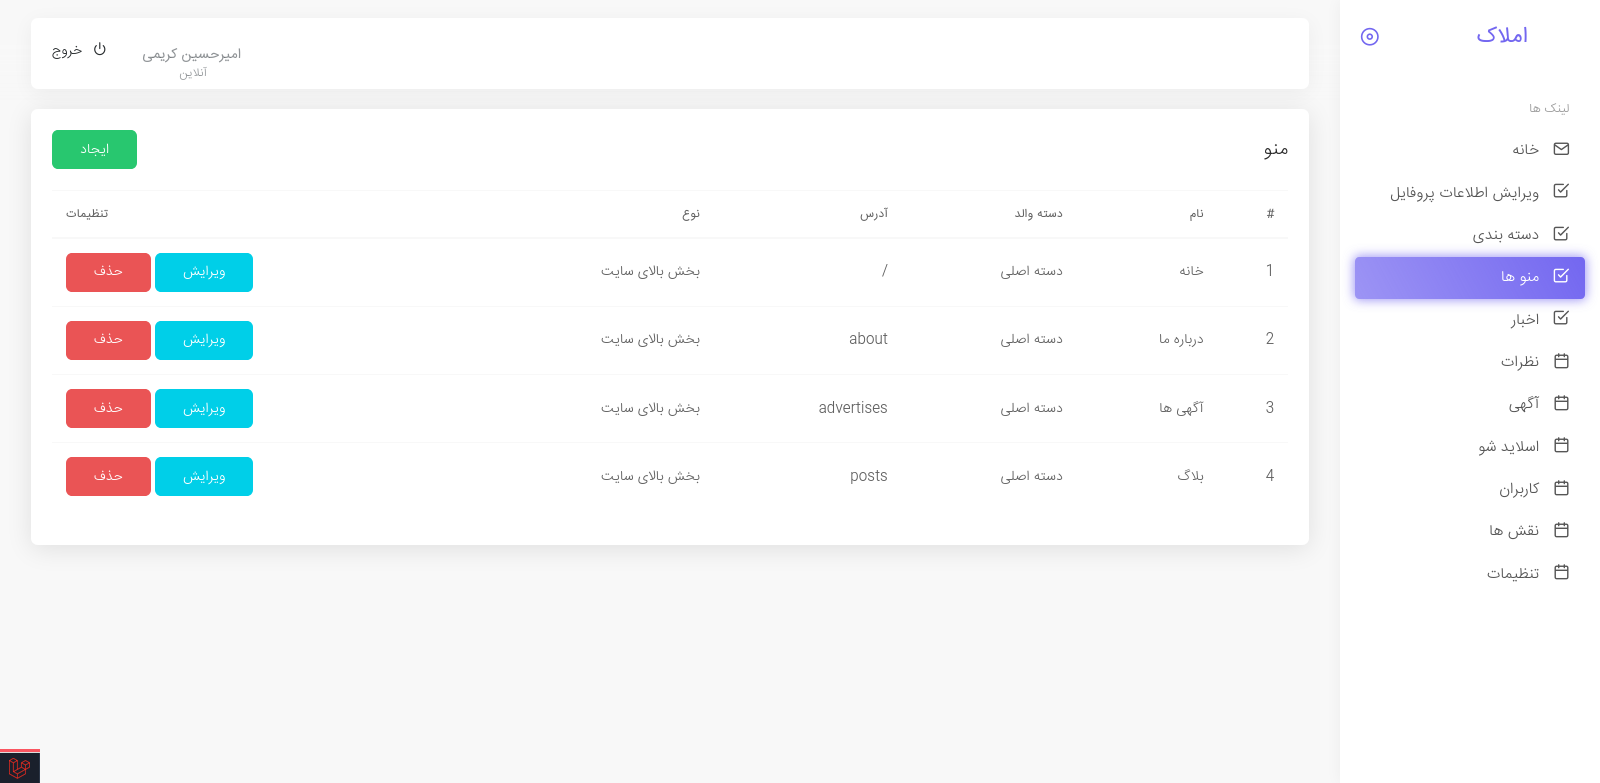 املاک
لینک ها
خانه
ویرایش اطلاعات پروفایل
دسته بندی
منو ها
اخبار
نظرات
آگهی
اسلاید شو
کاربران
نقش ها
تنظیمات
امیرحسین کریمی
آنلاین
خروج
منو
ایجاد
# نام دسته والد آدرس نوع تنظیمات
1 خانه دسته اصلی / بخش بالای سایت ویرایش حذف
2 درباره ما دسته اصلی about بخش بالای سایت ویرایش حذف
3 آگهی ها دسته اصلی advertises بخش بالای سایت ویرایش حذف
4 بلاگ دسته اصلی posts بخش بالای سایت ویرایش حذف